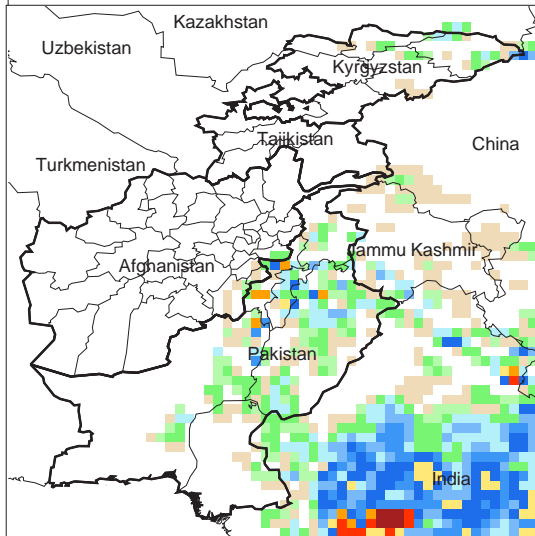 Kazakhstan
Uzbekistan
Kyrgyzstan
Tajikistan
China
Turkmenistan
Jammu Kashmir
Afghanistan
Pakistan
India